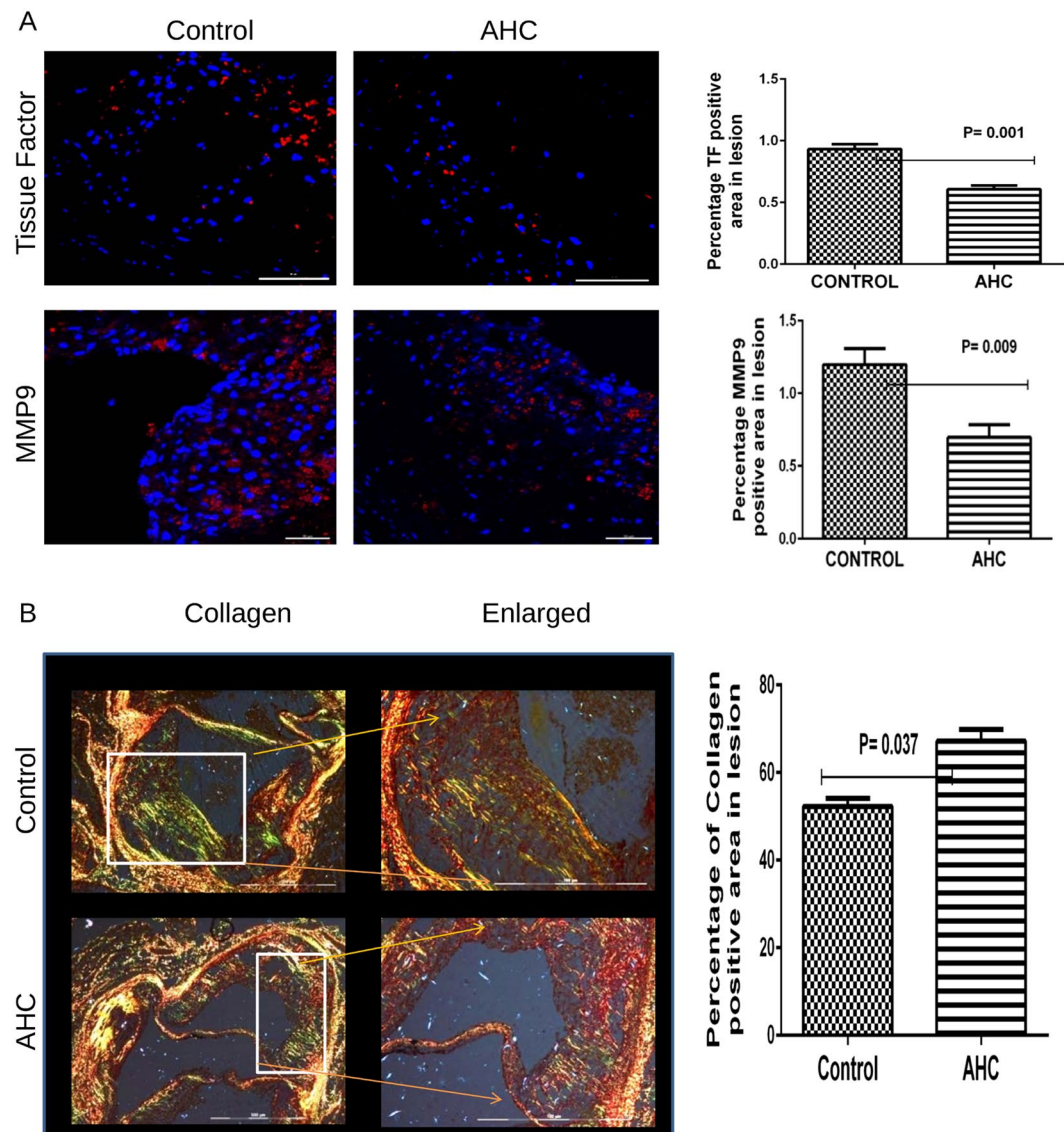 A
Control
AHC
Tissue Factor
MMP9
Percentage TF positive
area in lesion
1.5
1.0
0.5
0.0
P= 0.001
CONTROL
AHC
Percentage MMP9
positive area in lesion
1.5
1.0
0.5
0.0
P= 0.009
CONTROL
AHC
B
Collagen
Enlarged
Control
AHC
500 µm
Percentage of Collagen
positive area in lesion
80
60
40
20
0
P= 0.037
Control
AHC